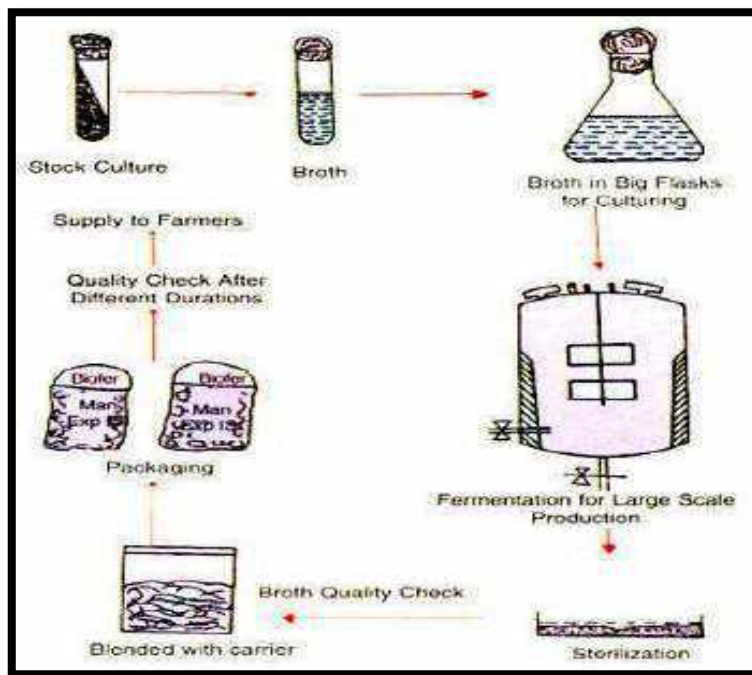 Stock Culture
Broth
Broth in Big Flasks
for Culturing
Fermentation for Large Scale
Production
Sterilization
Broth Quality Check
Blended with carrier
Packaging
Biofer
Man
Exp
Biofer
Man
Exp
Quality Check After
Different Durations
Supply to Farmers